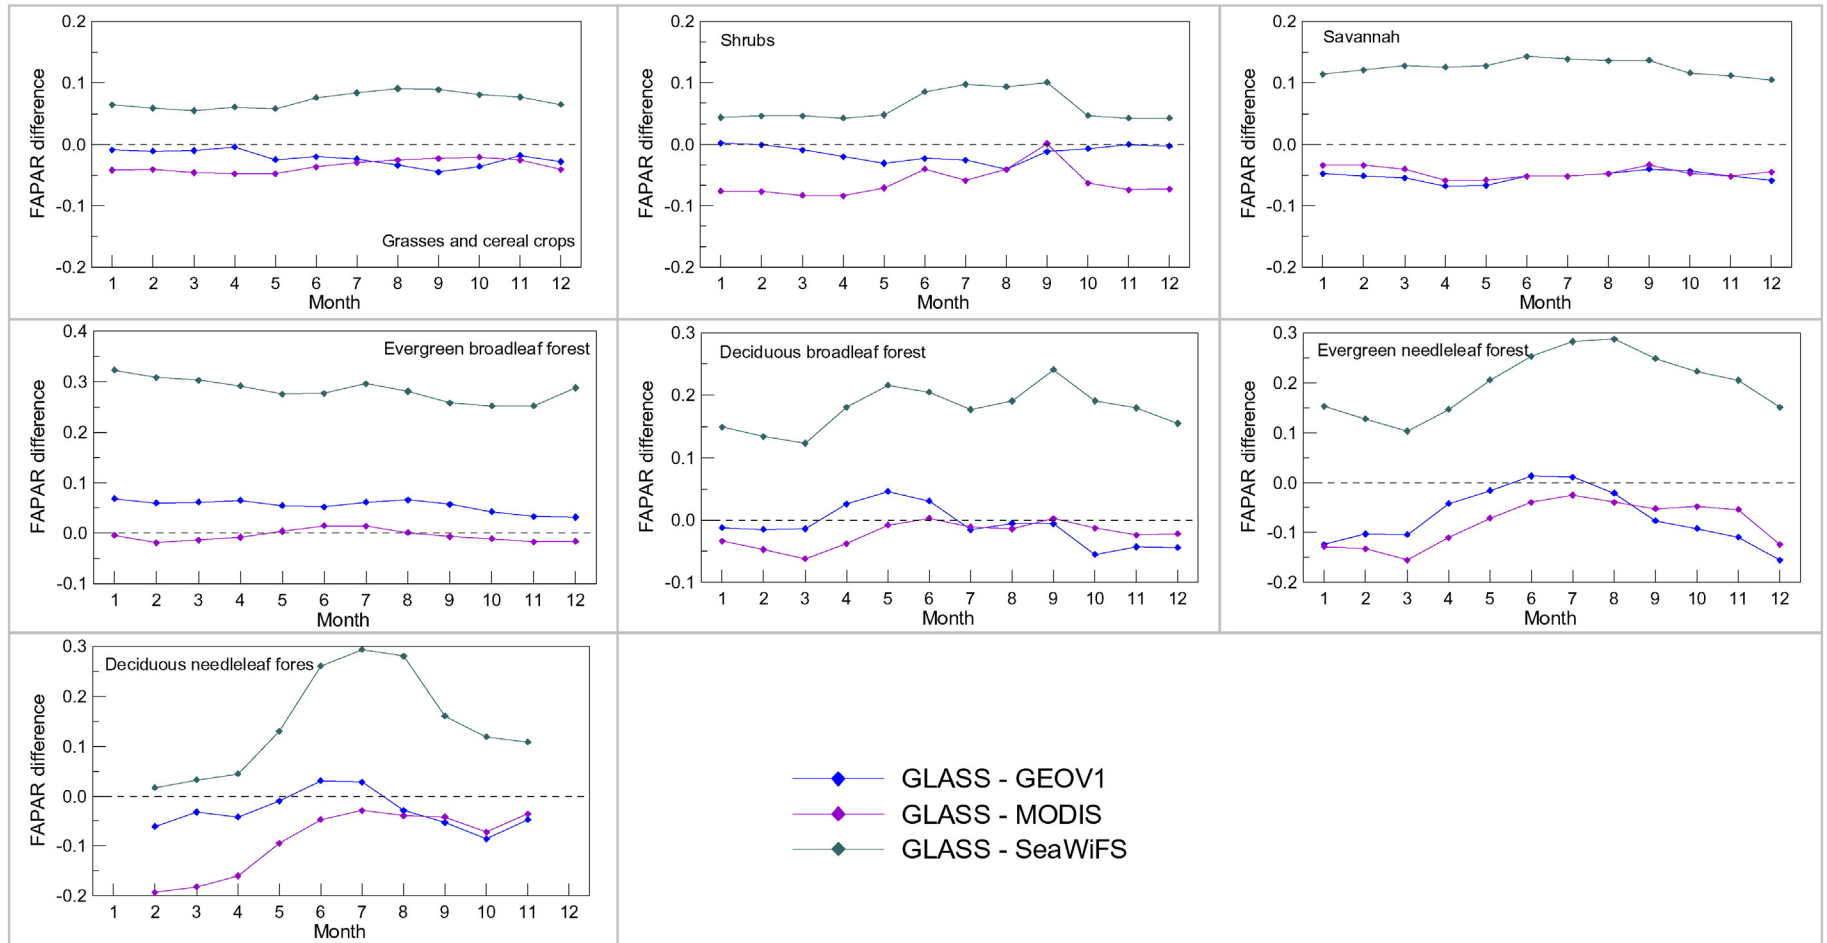 0.2
0.1
0.0
-0.1
-0.2
FAPAR difference
Grasses and cereal crops
1 2 3 4 5 6 7 8 9 10 11 12
Month
0.2
0.1
0.0
-0.1
-0.2
FAPAR difference
Shrubs
1 2 3 4 5 6 7 8 9 10 11 12
Month
0.2
0.1
0.0
-0.1
-0.2
FAPAR difference
Savannah
1 2 3 4 5 6 7 8 9 10 11 12
Month
0.4
0.3
0.2
0.1
0.0
-0.1
FAPAR difference
Evergreen broadleaf forest
1 2 3 4 5 6 7 8 9 10 11 12
Month
0.3
0.2
0.1
0.0
-0.1
FAPAR difference
Deciduous broadleaf forest
1 2 3 4 5 6 7 8 9 10 11 12
Month
0.3
0.2
0.1
0.0
-0.1
-0.2
FAPAR difference
Evergreen needleleaf forest
1 2 3 4 5 6 7 8 9 10 11 12
Month
0.3
0.2
0.1
0.0
-0.1
-0.2
FAPAR difference
Deciduous needleleaf fores
1 2 3 4 5 6 7 8 9 10 11 12
Month
GLASS - GEOV1
GLASS - MODIS
GLASS - SeaWiFS